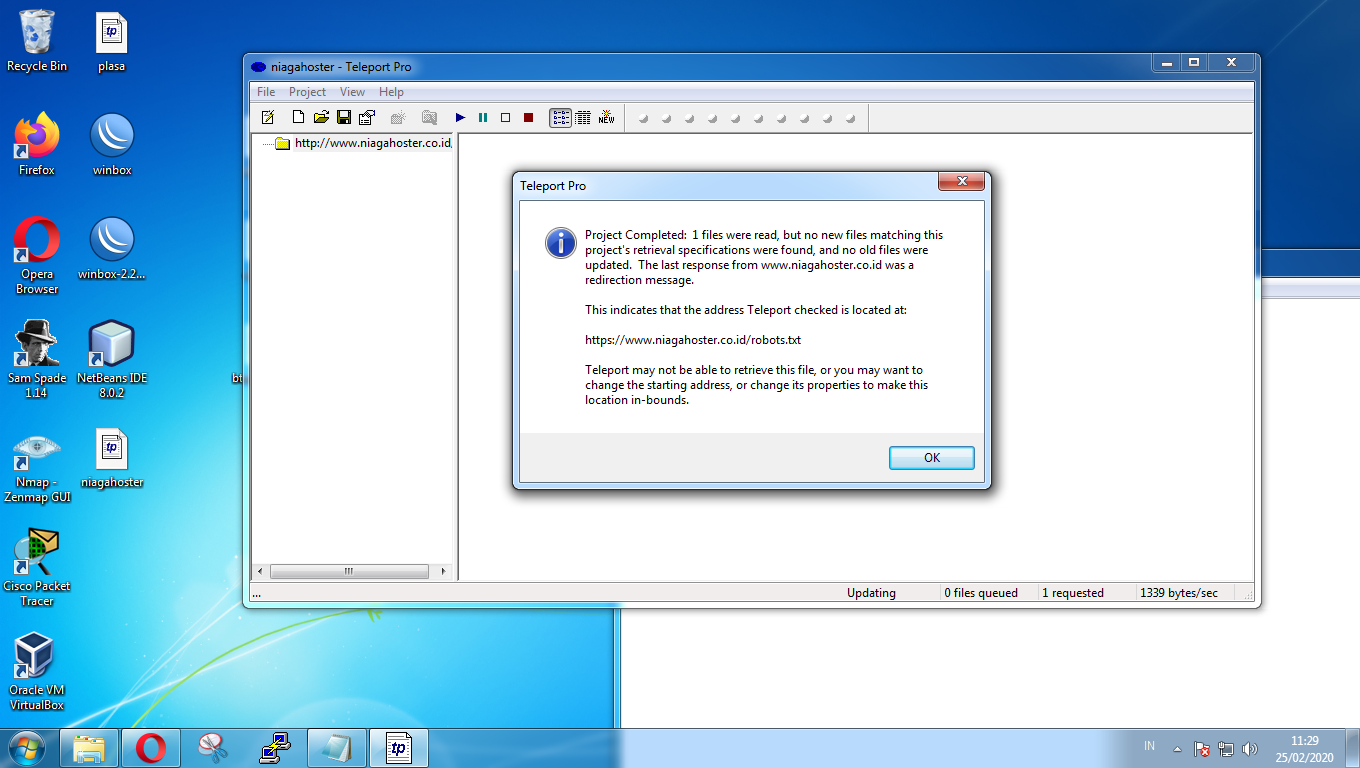 Recycle Bin
plasa
Firefox
winbox
Opera
Browser
winbox-2.2...
Sam Spade
1.14
NetBeans IDE
8.0.2
Nmap -
Zenmap GUI
niagahoster
Cisco Packet
Tracer
Oracle VM
VirtualBox
niagahoster - Teleport Pro
File Project View Help
NEW
http://www.niagahoster.co.id
Teleport Pro
Project Completed: 1 files were read, but no new files matching this
project's retrieval specifications were found, and no old files were
updated. The last response from www.niagahoster.co.id was a
redirection message.
This indicates that the address Teleport checked is located at:
https://www.niagahoster.co.id/robots.txt
Teleport may not be able to retrieve this file, or you may want to
change the starting address, or change its properties to make this
location in-bounds.
OK
... Updating 0 files queued 1 requested 1339 bytes/sec
tp
tp
tp
IN
11:29
25/02/2020